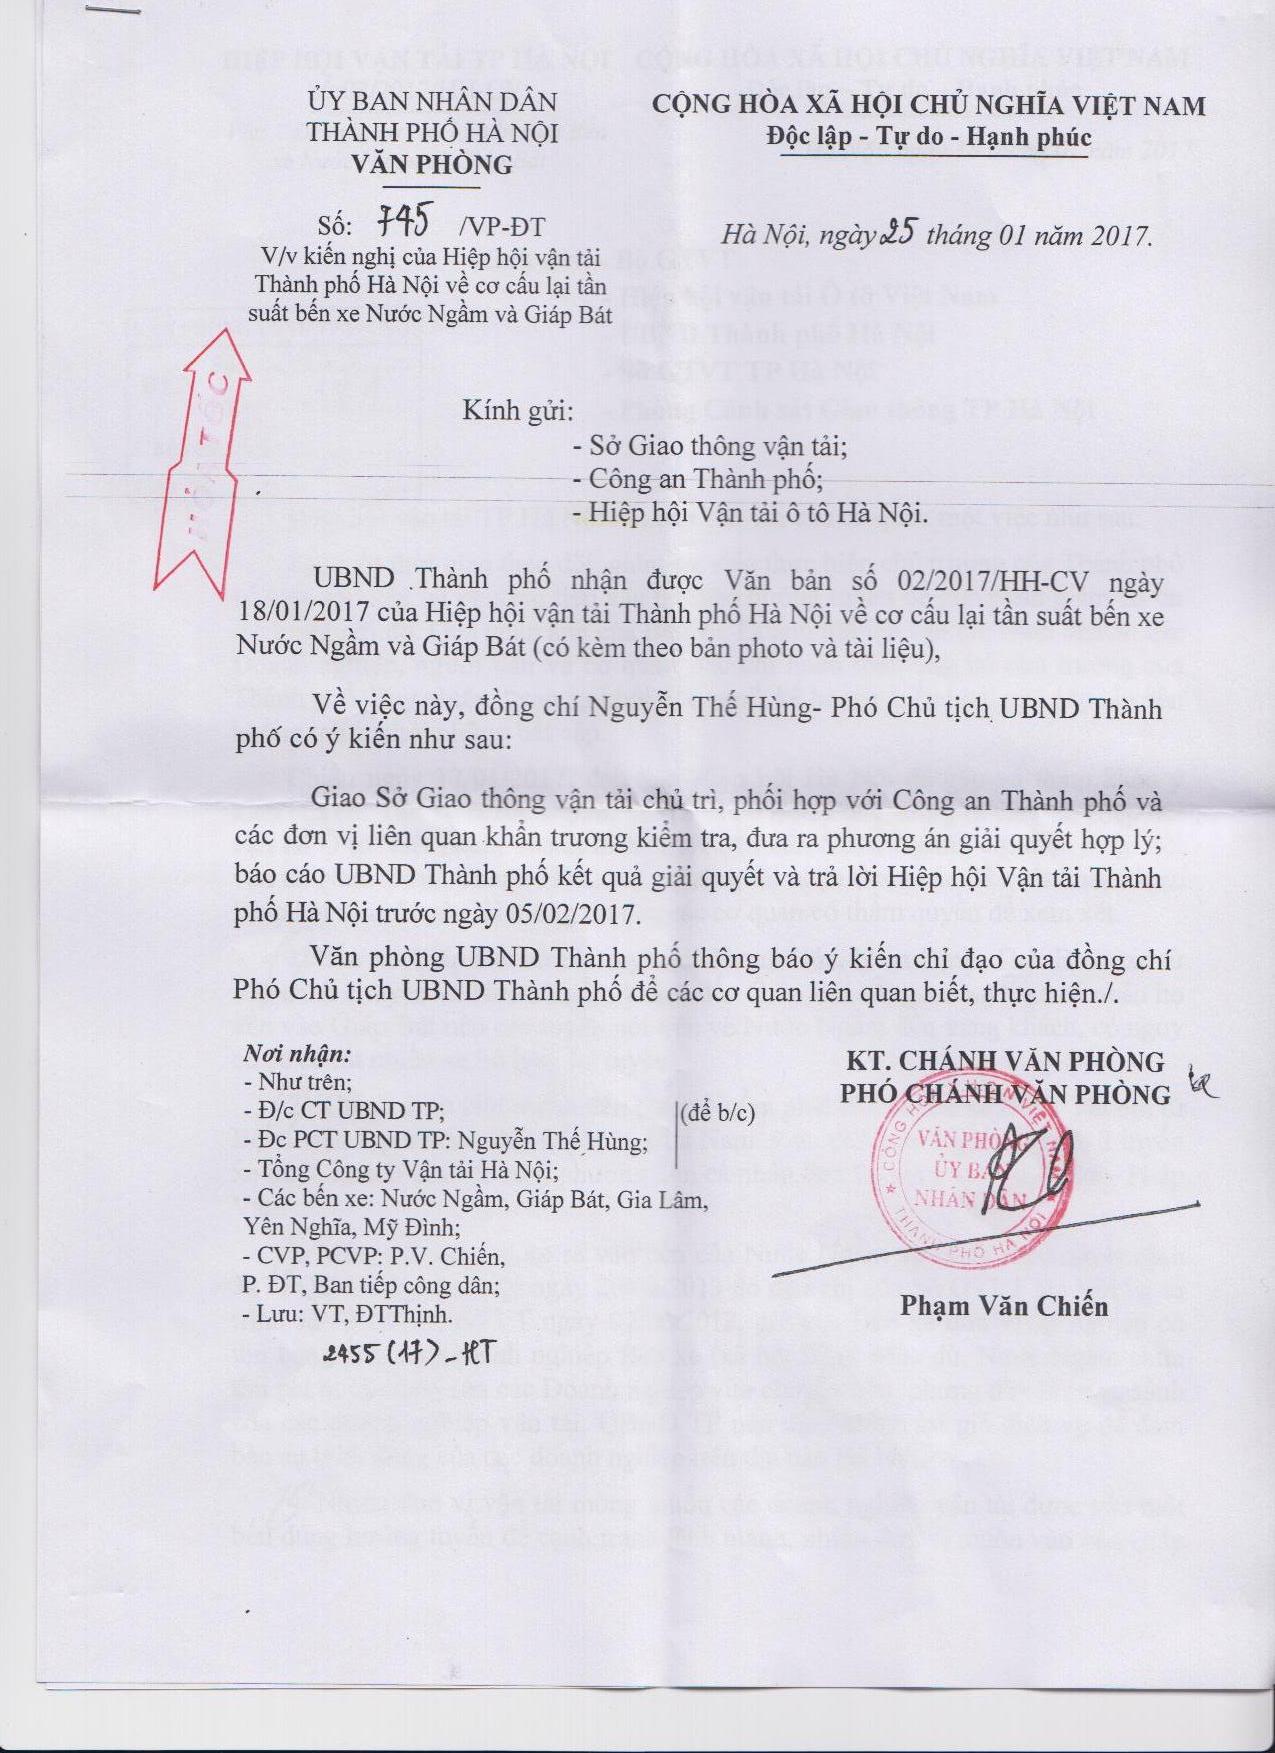 ỦY BAN NHÂN DÂN
THÀNH PHỐ HÀ NỘI
VĂN PHÒNG
CỘNG HÒA XÃ HỘI CHỦ NGHĨA VIỆT NAM
Độc lập - Tự do - Hạnh phúc
Số: 745 /VP-ĐT
V/v kiến nghị của Hiệp hội vận tải
Thành phố Hà Nội về cơ cấu lại tần
suất bến xe Nước Ngầm và Giáp Bát
Hà Nội, ngày 25 tháng 01 năm 2017.
HỎA TỐC
Kính gửi:
- Sở Giao thông vận tải;
- Công an Thành phố;
- Hiệp hội Vận tải ô tô Hà Nội.
UBND Thành phố nhận được Văn bản số 02/2017/HH-CV ngày
18/01/2017 của Hiệp hội vận tải Thành phố Hà Nội về cơ cấu lại tần suất bến xe
Nước Ngầm và Giáp Bát (có kèm theo bản photo và tài liệu),
Về việc này, đồng chí Nguyễn Thế Hùng- Phó Chủ tịch UBND Thành
phố có ý kiến như sau:
Giao Sở Giao thông vận tải chủ trì, phối hợp với Công an Thành phố và
các đơn vị liên quan khẩn trương kiểm tra, đưa ra phương án giải quyết hợp lý;
báo cáo UBND Thành phố kết quả giải quyết và trả lời Hiệp hội Vận tải Thành
phố Hà Nội trước ngày 05/02/2017.
Văn phòng UBND Thành phố thông báo ý kiến chỉ đạo của đồng chí
Phó Chủ tịch UBND Thành phố để các cơ quan liên quan biết, thực hiện./.
Nơi nhận:
- Như trên;
- Đ/c CT UBND TP;
- Đc PCT UBND TP: Nguyễn Thế Hùng;
(để b/c)
- Tổng Công ty Vận tải Hà Nội;
- Các bến xe: Nước Ngầm, Giáp Bát, Gia Lâm,
Yên Nghĩa, Mỹ Đình;
- CVP, PCVP: P.V. Chiến,
P. ĐT, Ban tiếp công dân;
- Lưu: VT, ĐTThịnh.
2455 (17) - HT
KT. CHÁNH VĂN PHÒNG
PHÓ CHÁNH VĂN PHÒNG
CỘNG HÒA X.H.C.N VIỆT NAM
VĂN PHÒNG
ỦY BAN
NHÂN DÂN
THÀNH PHỐ HÀ NỘI
Phạm Văn Chiến